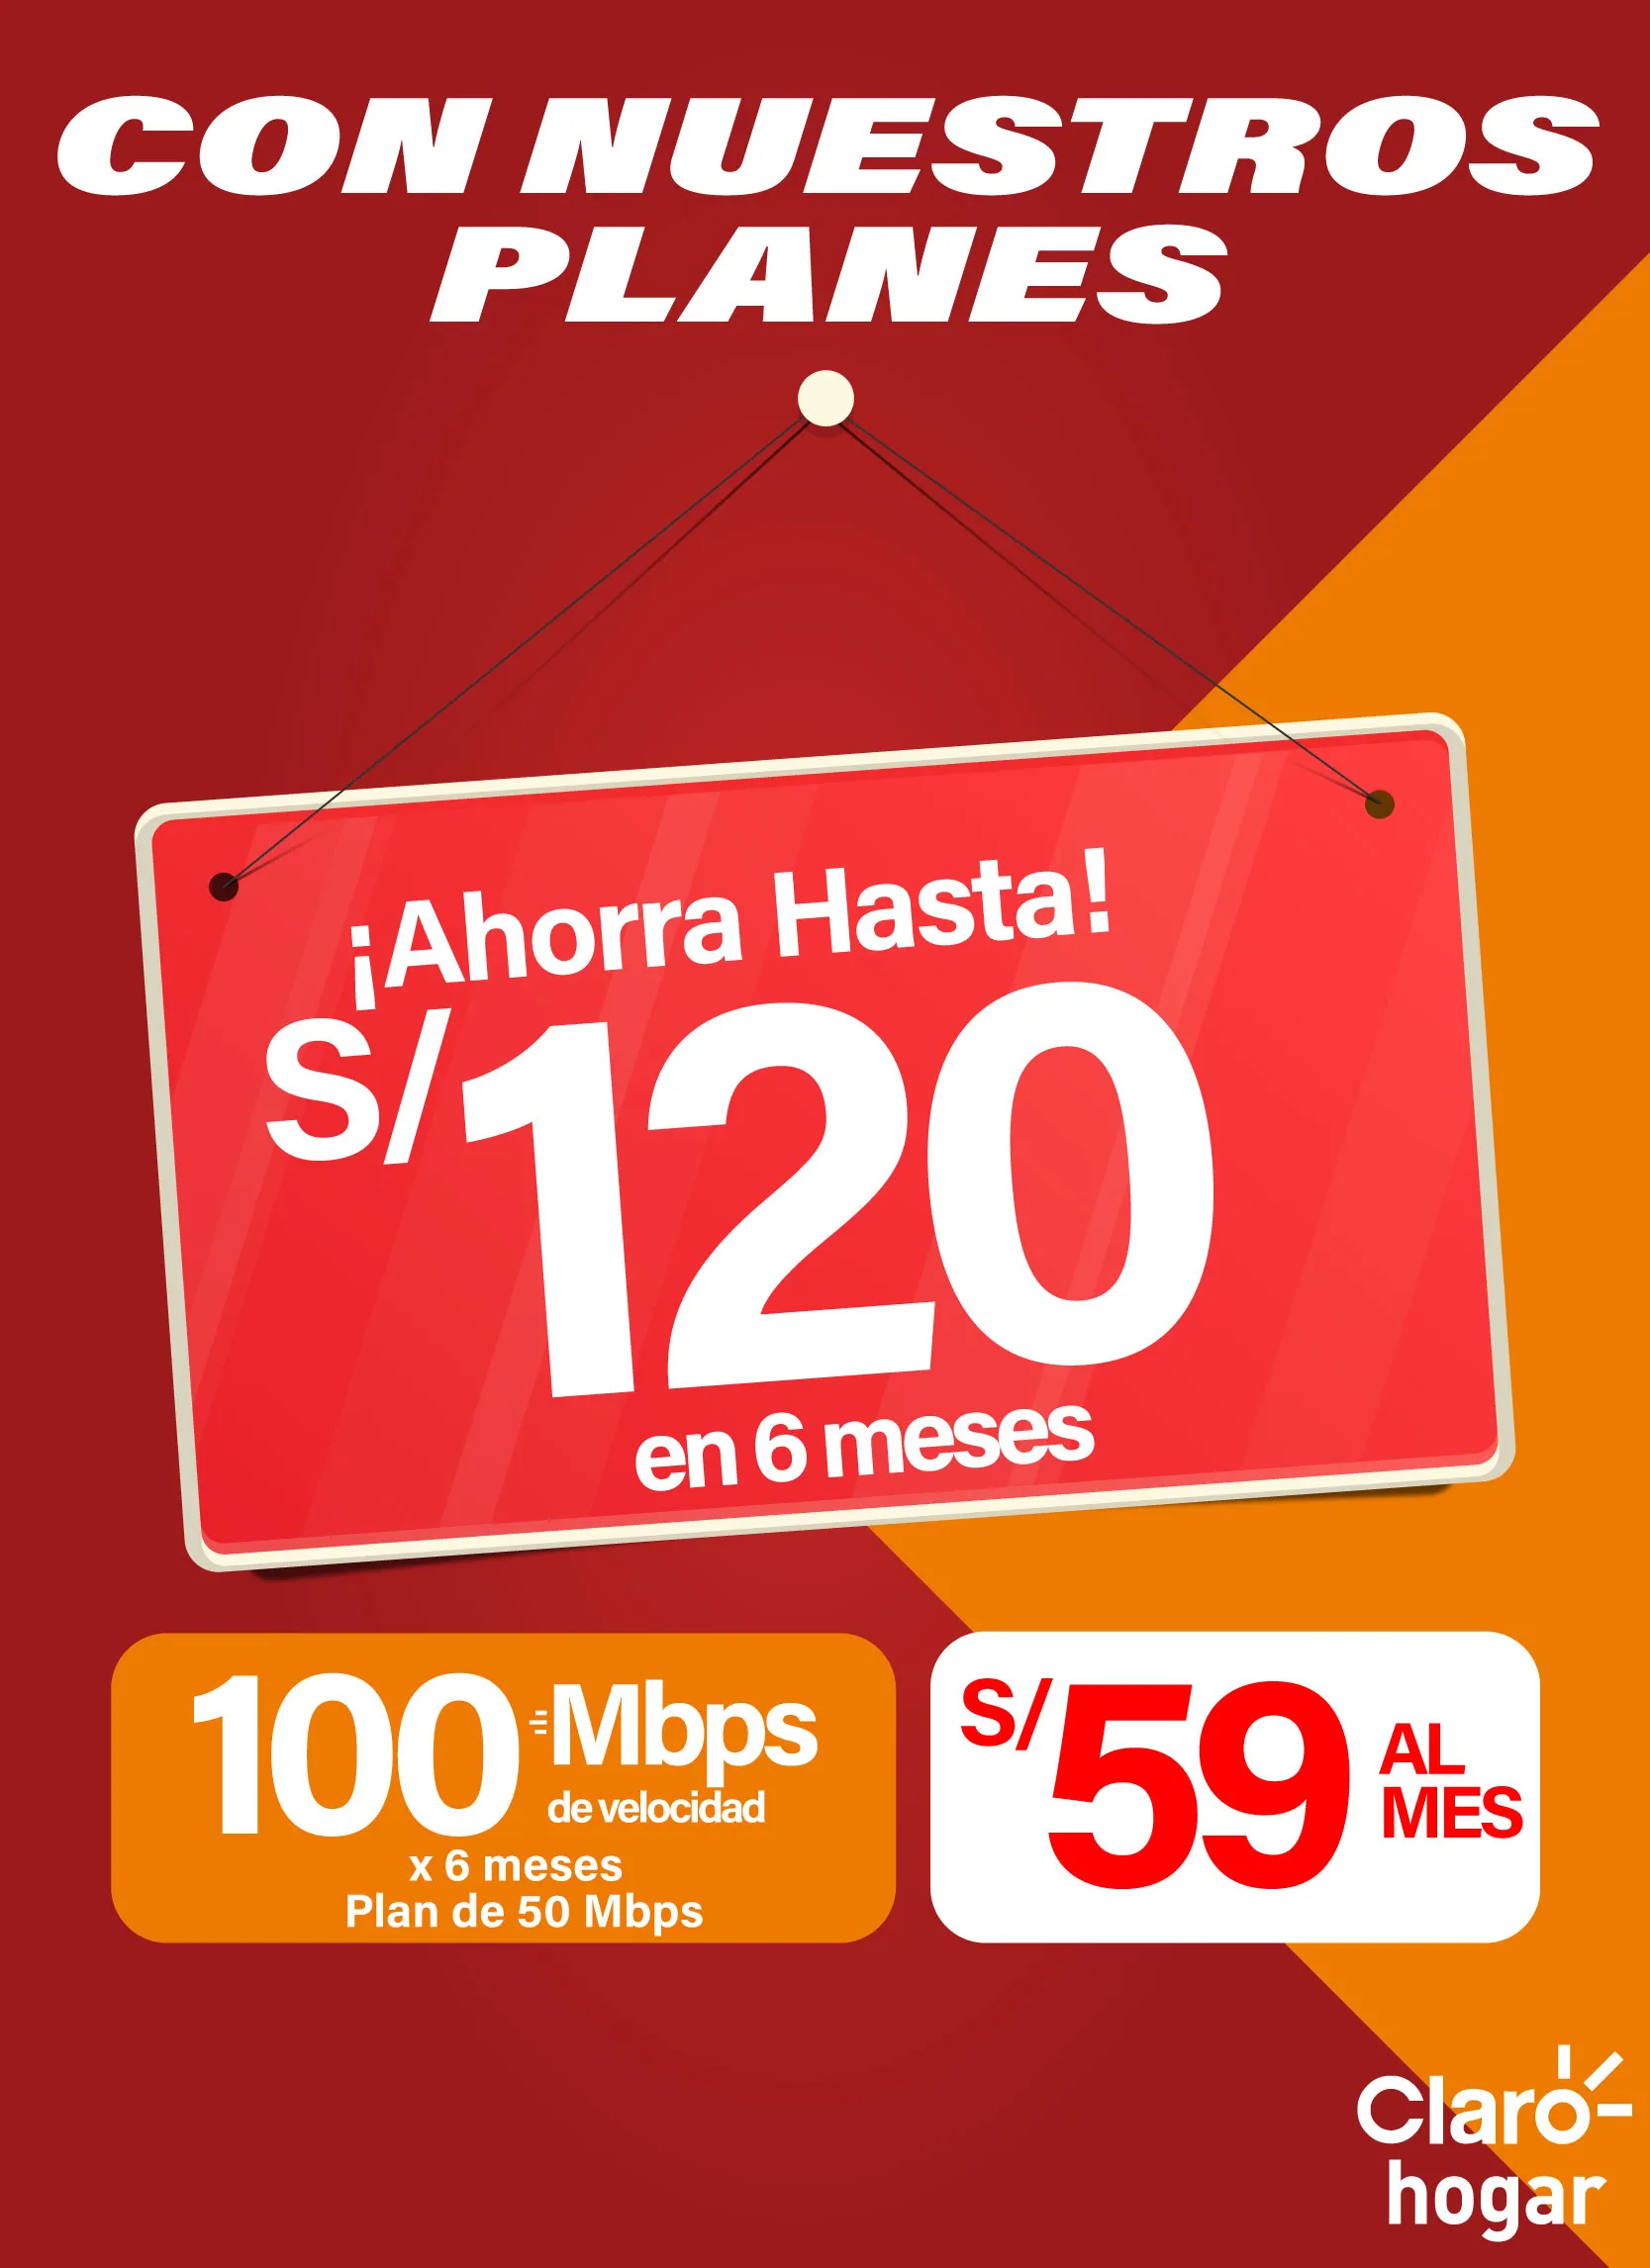 CON NUESTROS
PLANES
¡Ahorra Hasta!
S/120
en 6 meses
100 Mbps
de velocidad
x 6 meses
Plan de 50 Mbps
S/59
AL
MES
Claro
hogar